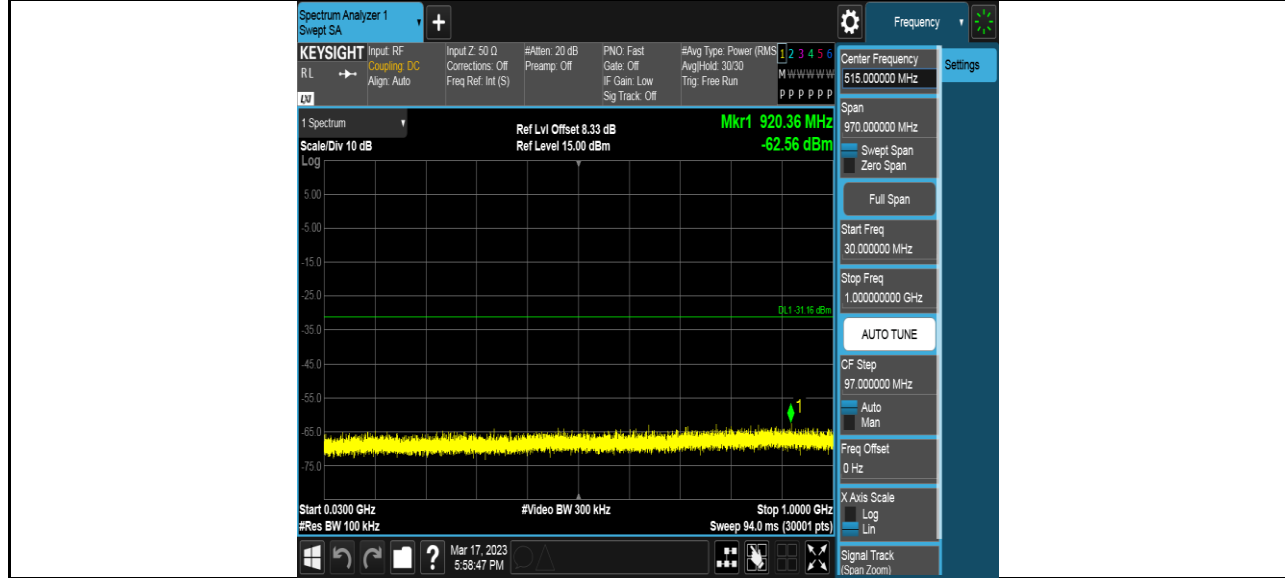 Spectrum Analyzer 1
Swept SA
+
Frequency
KEYSIGHT
RL
LXI
Input: RF
Coupling: DC
Align: Auto
Input Z: 50 Ω
Corrections: Off
Freq Ref: Int (S)
#Atten: 20 dB
Preamp: Off
PNO: Fast
Gate: Off
IF Gain: Low
Sig Track: Off
#Avg Type: Power (RMS
Avg|Hold: 30/30
Trig: Free Run
1 2 3 4 5 6
M W W W W W
P P P P P P
1 Spectrum
Scale/Div 10 dB
Ref Lvl Offset 8.33 dB
Ref Level 15.00 dBm
Mkr1 920.36 MHz
-62.56 dBm
Log
5.00
-5.00
-15.0
-25.0
DL1 -31.16 dBm
-35.0
-45.0
-55.0
1
-65.0
-75.0
Start 0.0300 GHz
#Res BW 100 kHz
#Video BW 300 kHz
Stop 1.0000 GHz
Sweep 94.0 ms (30001 pts)
?
Mar 17, 2023
5:58:47 PM
Center Frequency
515.000000 MHz
Span
970.000000 MHz
Swept Span
Zero Span
Full Span
Start Freq
30.000000 MHz
Stop Freq
1.000000000 GHz
AUTO TUNE
CF Step
97.000000 MHz
Auto
Man
Freq Offset
0 Hz
X Axis Scale
Log
Lin
Signal Track
(Span Zoom)
Settings